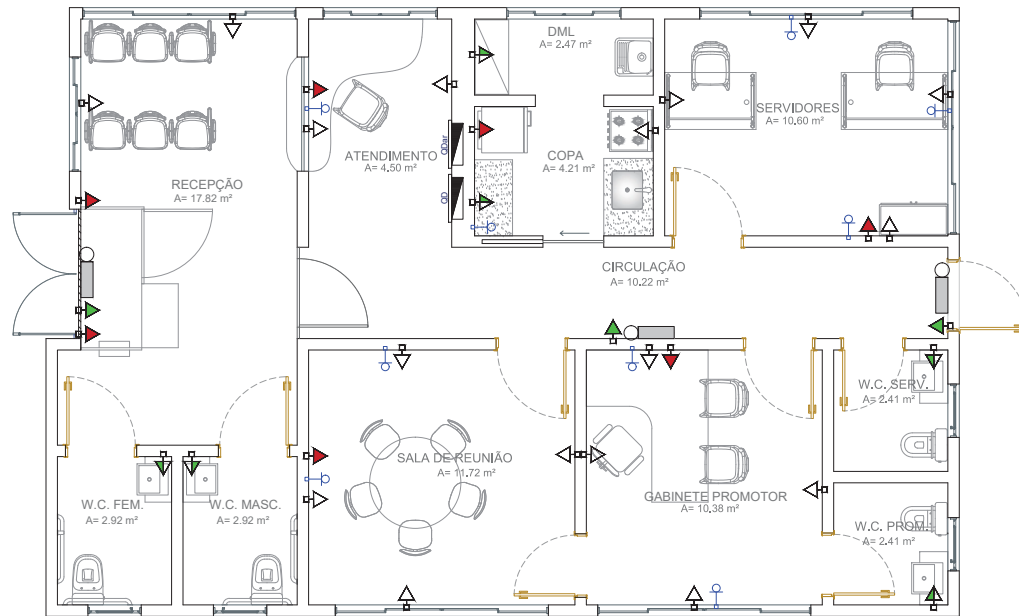 DML
A= 2.47 m²
SERVIDORES
A= 10.60 m²
ATENDIMENTO
A= 4.50 m²
QDar
QD
COPA
A= 4.21 m²
RECEPÇÃO
A= 17.82 m²
CIRCULAÇÃO
A= 10.22 m²
W.C. SERV.
A= 2.41 m²
SALA DE REUNIÃO
A= 11.72 m²
GABINETE PROMOTOR
A= 10.38 m²
W.C. FEM.
A= 2.92 m²
W.C. MASC.
A= 2.92 m²
W.C. PROM.
A= 2.41 m²